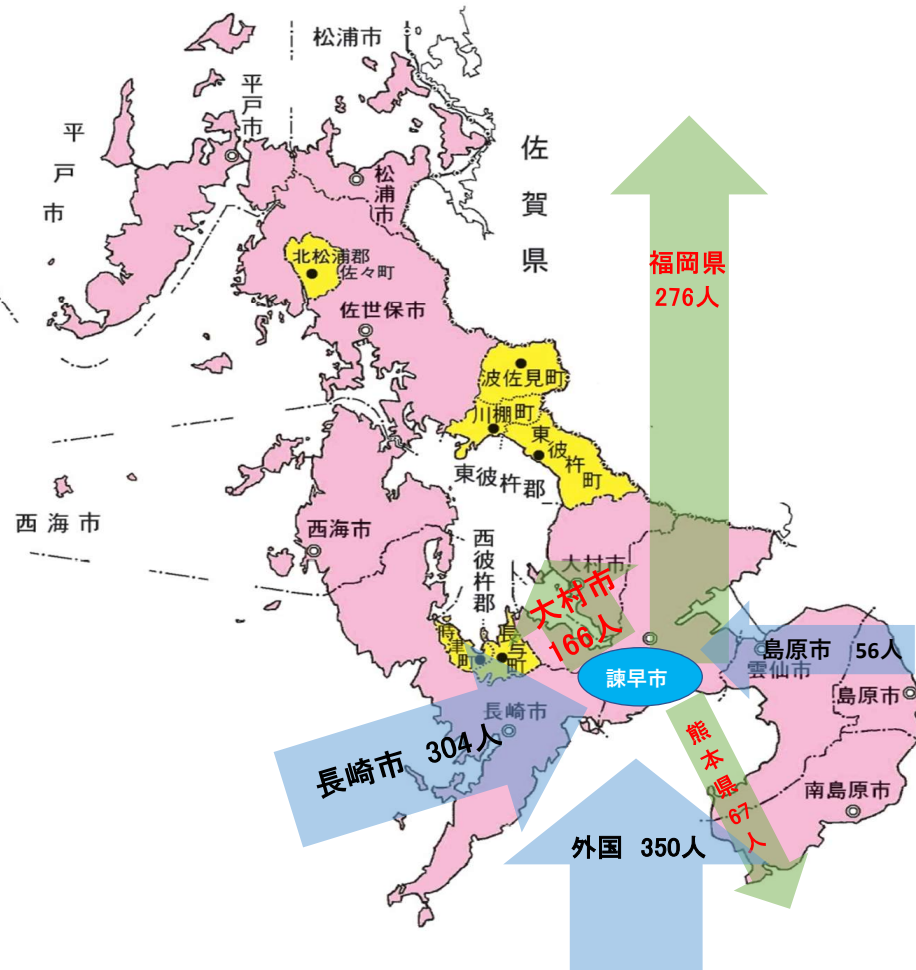 松浦市
平戸市
平戸市
佐賀県
松浦市
北松浦郡
佐々町
福岡県
276人
佐世保市
波佐見町
川棚町
東彼杵町
東彼杵郡
西海市
西海市
西彼杵郡
大村市
大村市
166人
時津町
長与町
島原市 56人
雲仙市
諫早市
島原市
長崎市
長崎市 304人
熊本県67人
南島原市
外国 350人